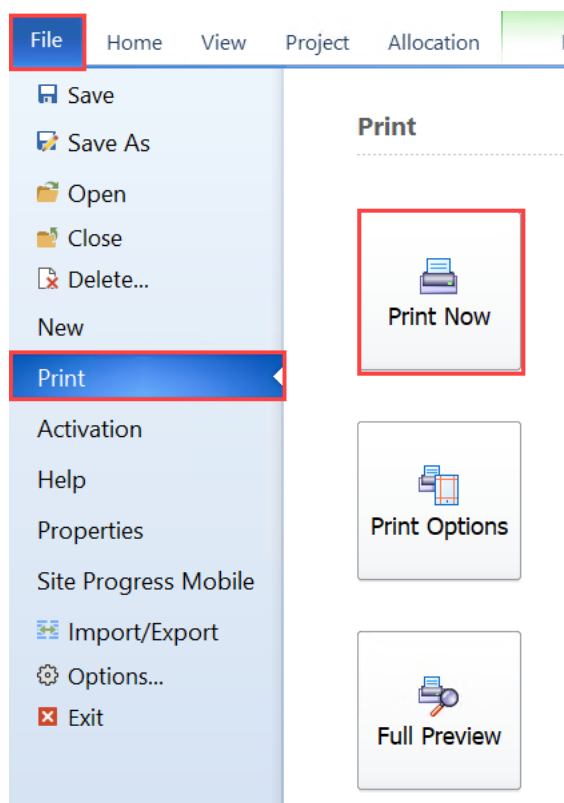 File Home View Project Allocation
Save
Save As
Open
Close
Delete...
New
Print
Activation
Help
Properties
Site Progress Mobile
Import/Export
Options...
Exit
Print
Print Now
Print Options
Full Preview